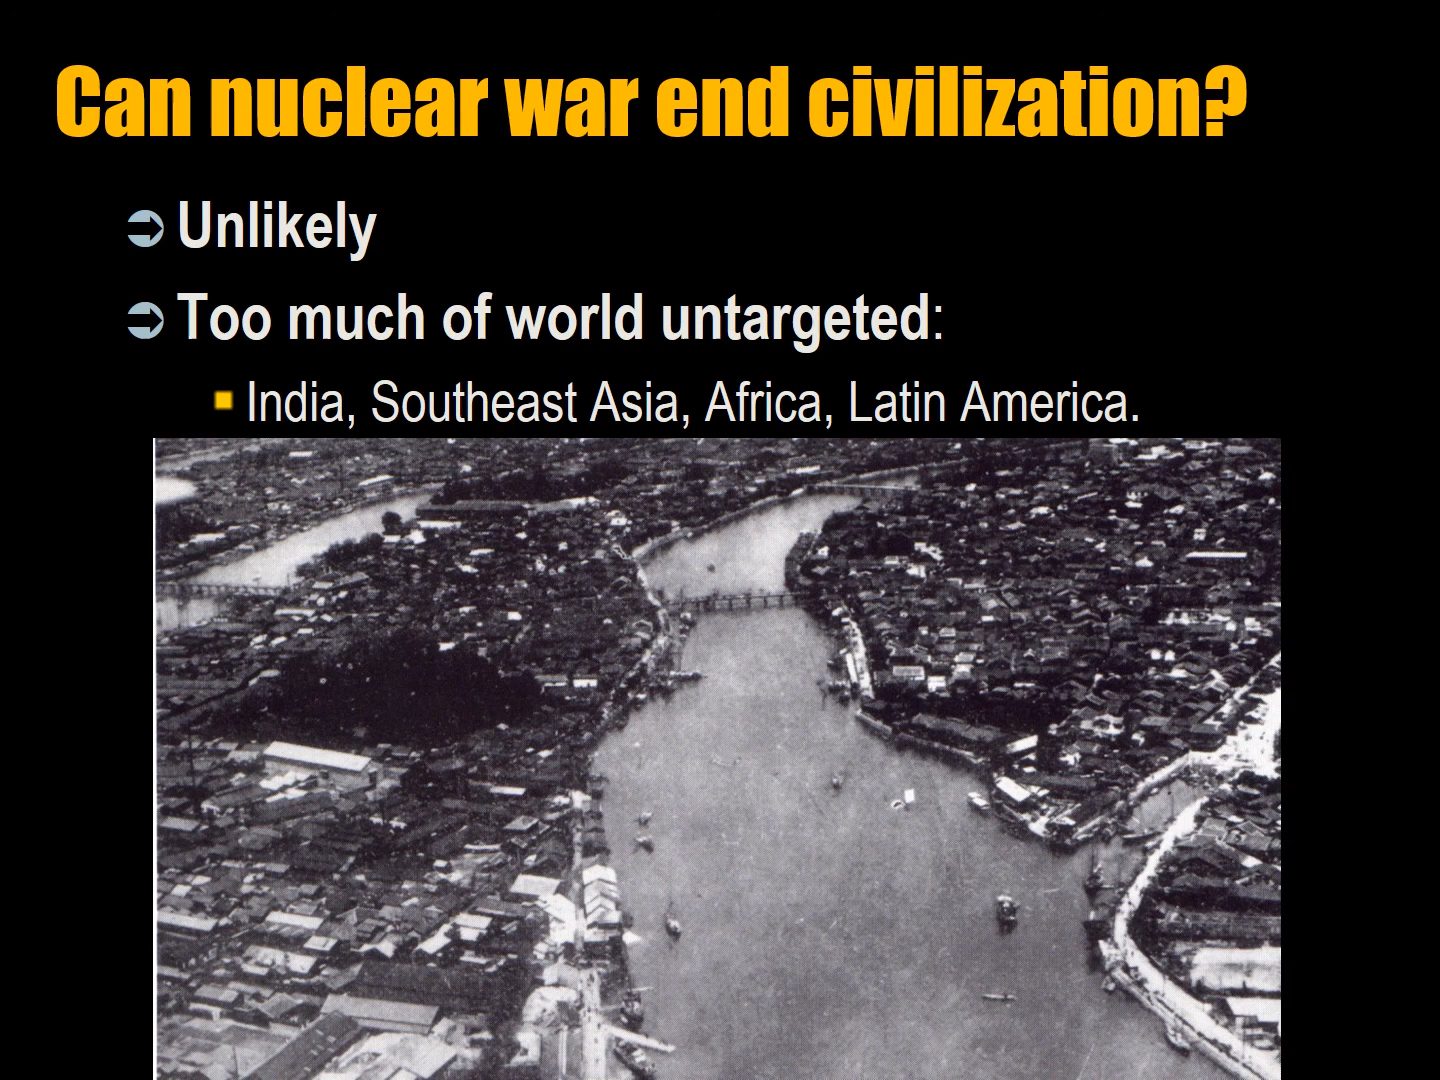 Can nuclear war end civilization?
Unlikely
Too much of world untargeted:
India, Southeast Asia, Africa, Latin America.